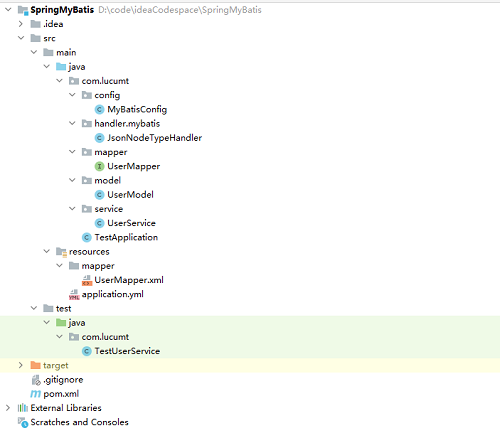 SpringMyBatis D:\code\ideaCodespace\SpringMyBatis
.idea
src
main
java
com.lucumt
config
MyBatisConfig
handler.mybatis
JsonNodeTypeHandler
mapper
UserMapper
model
UserModel
service
UserService
TestApplication
resources
mapper
UserMapper.xml
application.yml
test
java
com.lucumt
TestUserService
target
.gitignore
pom.xml
External Libraries
Scratches and Consoles